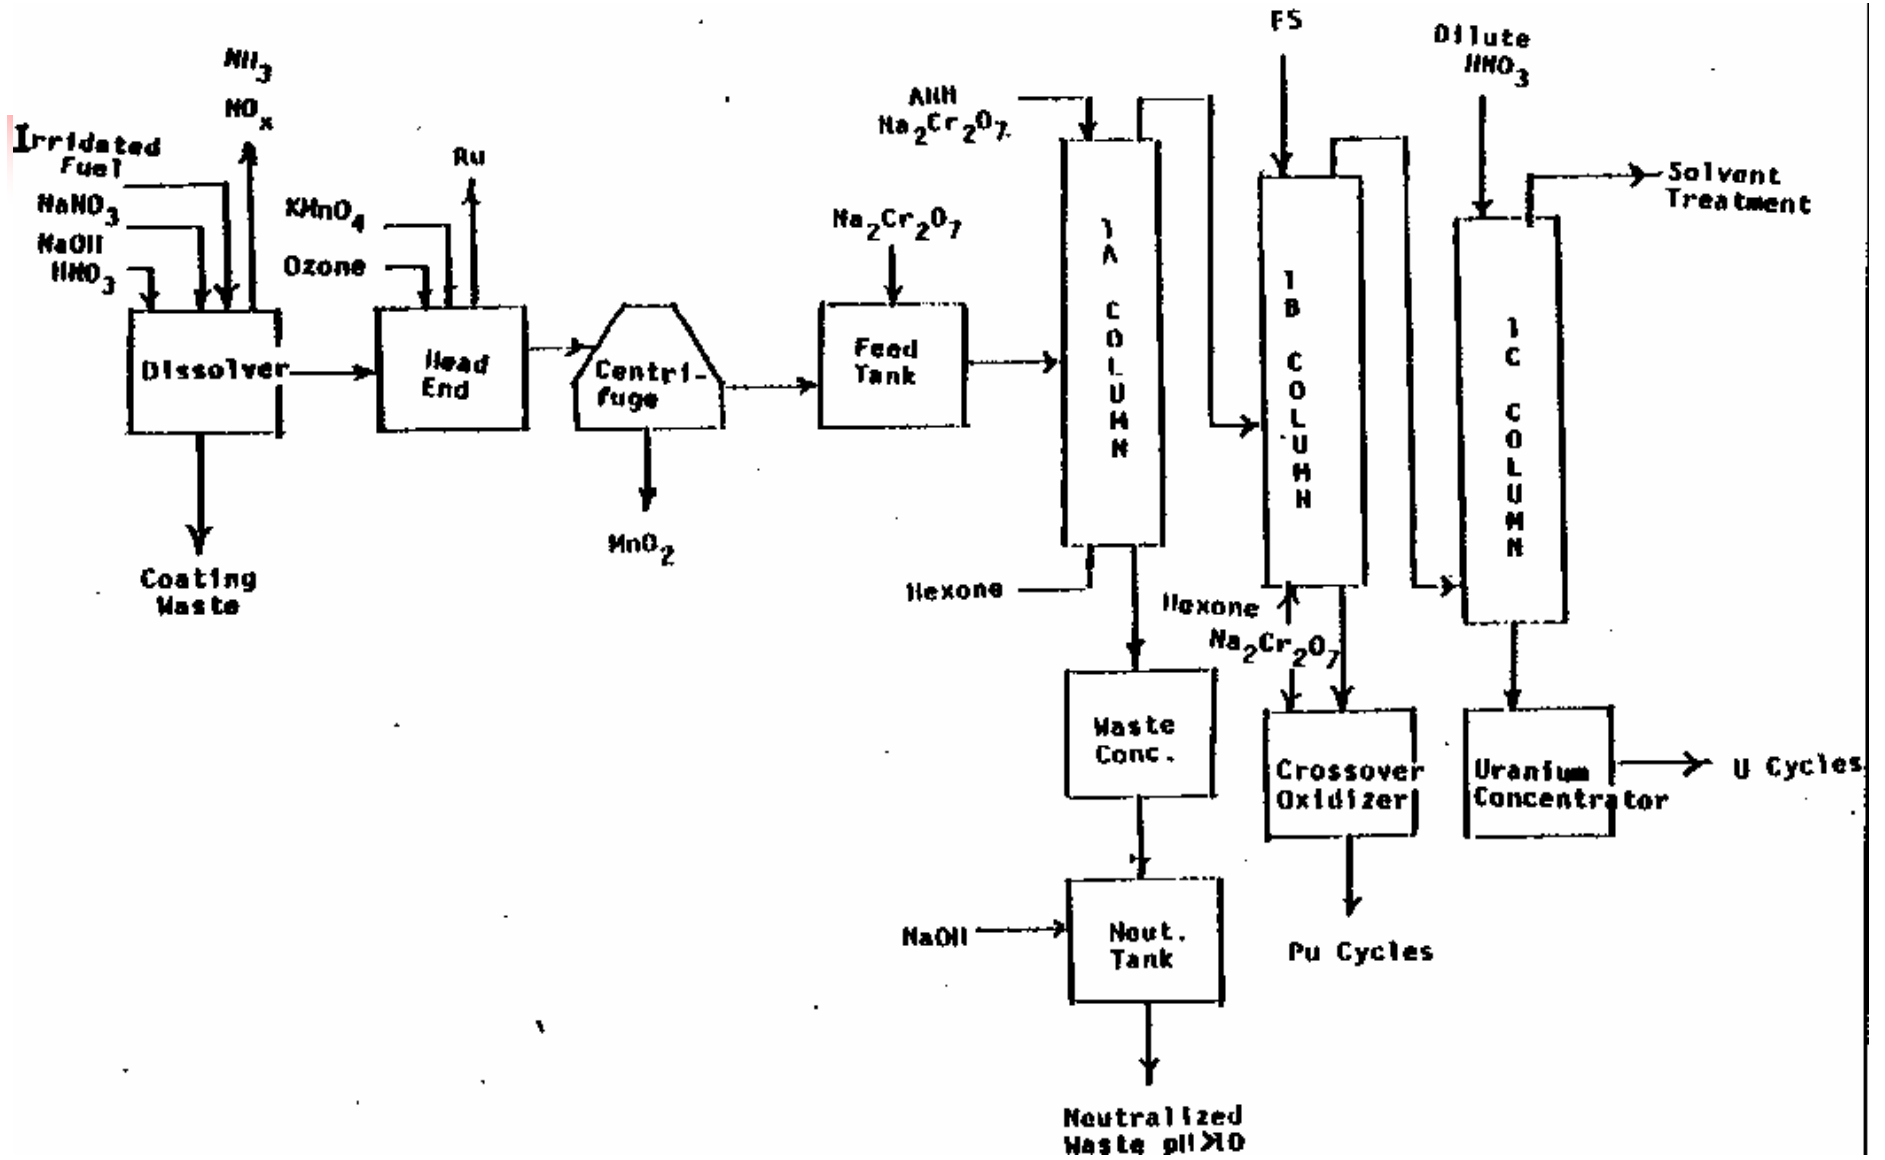 NH3
NOx
Irridated
Fuel
NaNO3
NaOH
HNO3
Dissolver
Coating
Waste
Ru
KMnO4
Ozone
Head
End
Centri-
fuge
MnO2
Na2Cr2O7
Feed
Tank
ANN
Na2Cr2O7
1A COLUMN
Hexone
Waste
Conc.
NaOH
Neut.
Tank
Neutralized
Waste pH>10
FS
1B COLUMN
Hexone
Na2Cr2O7
Crossover
Oxidizer
Pu Cycles
Dilute
HNO3
1C COLUMN
Solvent
Treatment
Uranium
Concentrator
U Cycles